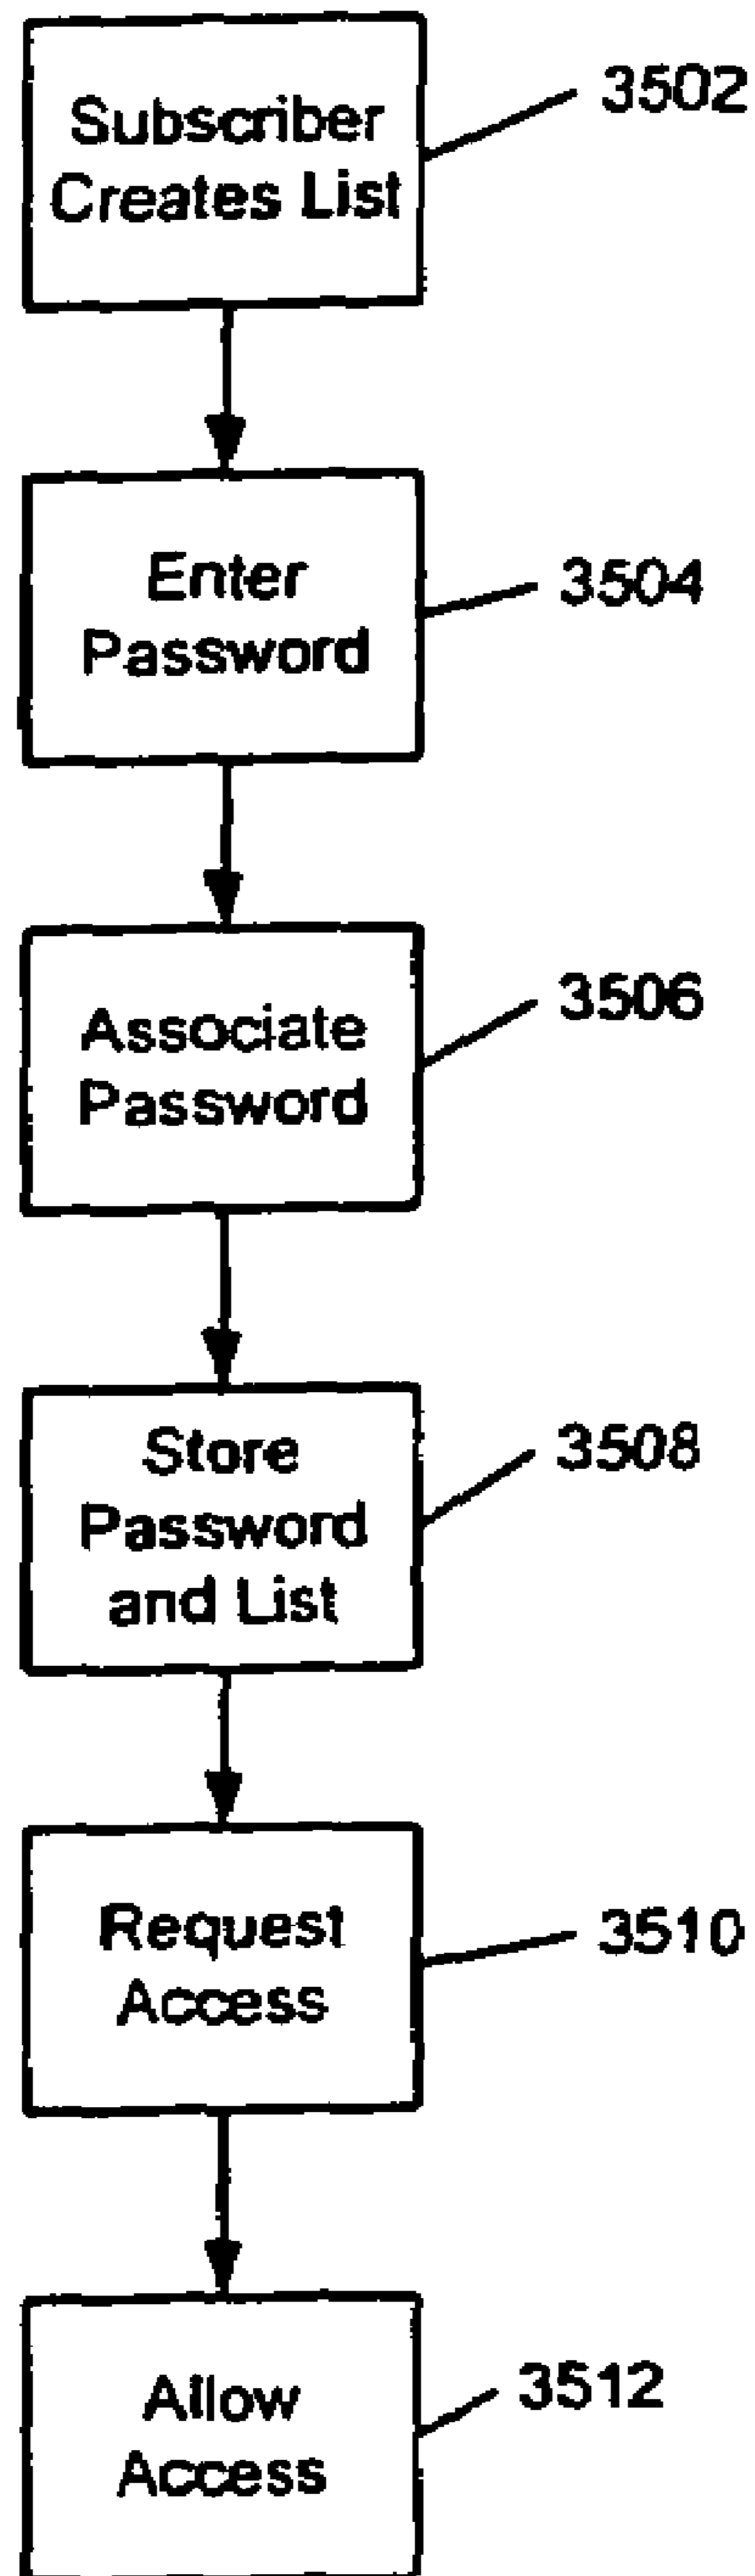 Subscriber
Creates List
3502
Enter
Password
3504
Associate
Password
3506
Store
Password
and List
3508
Request
Access
3510
Allow
Access
3512